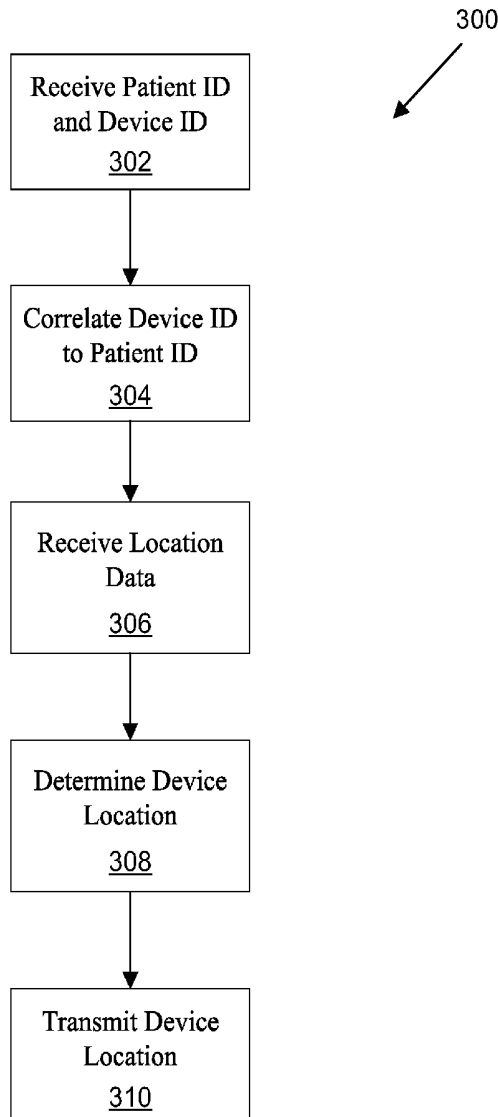 300
Receive Patient ID
and Device ID
302
Correlate Device ID
to Patient ID
304
Receive Location
Data
306
Determine Device
Location
308
Transmit Device
Location
310